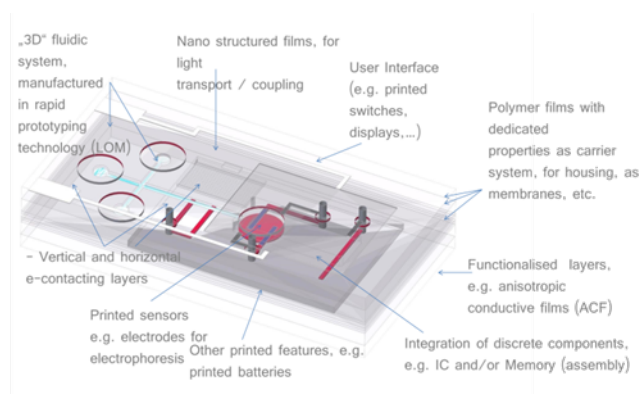 „3D“ fluidic
system,
manufactured
in rapid
prototyping
technology (LOM)
Nano structured films, for
light
transport / coupling
User Interface
(e.g. printed
switches,
displays,...)
Polymer films with
dedicated
properties as carrier
system, for housing, as
membranes, etc.
- Vertical and horizontal
e-contacting layers
Functionalised layers,
e.g. anisotropic
conductive films (ACF)
Printed sensors
e.g. electrodes for
electrophoresis
Other printed features, e.g.
printed batteries
Integration of discrete components,
e.g. IC and/or Memory (assembly)